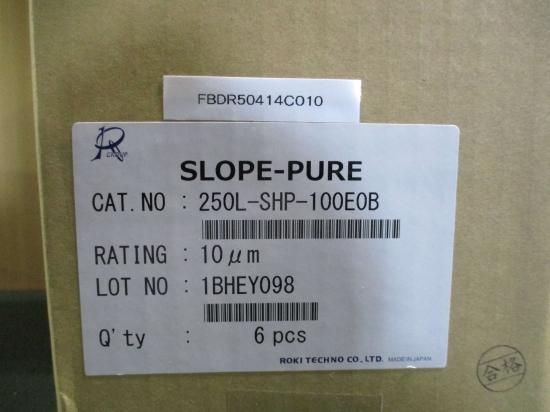 FBDR50414C010
R
GROUP
SLOPE-PURE
CAT.NO : 250L-SHP-100E0B
RATING : 10μm
LOT NO : 1BHEY098
Q'ty : 6 pcs
ROKI TECHNO CO., LTD. MADE IN JAPAN
合格